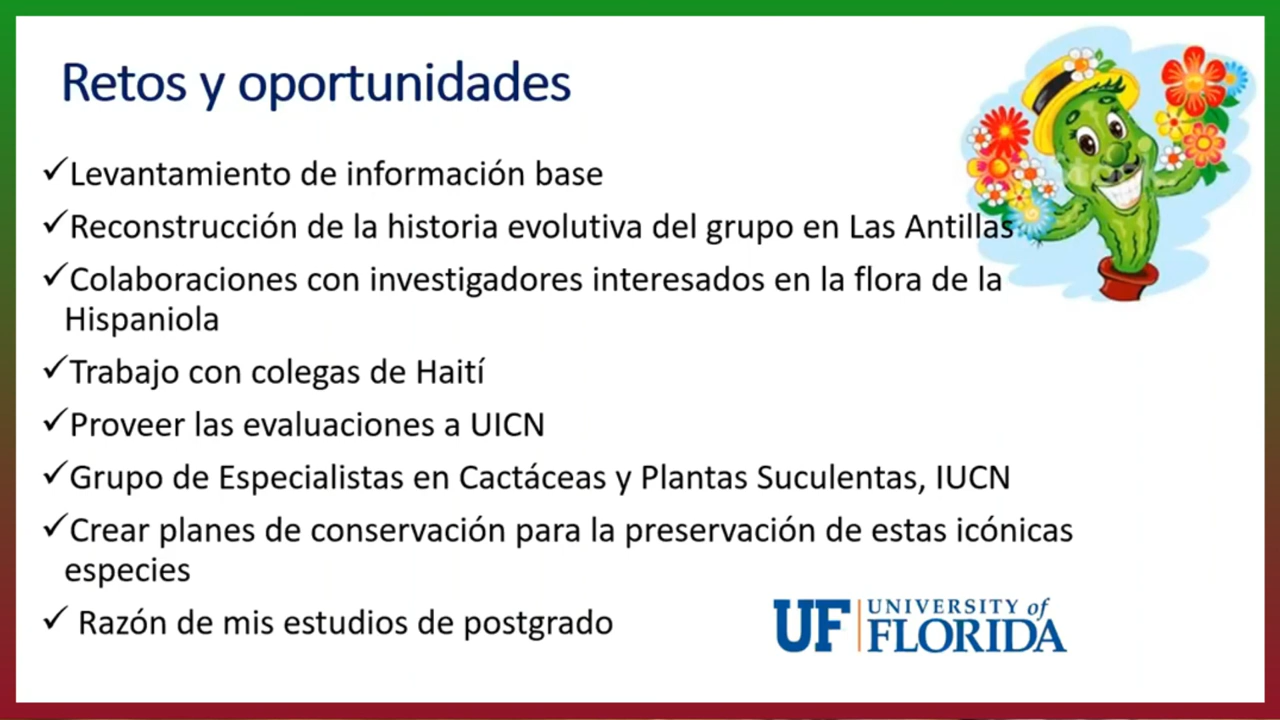 Retos y oportunidades
✓Levantamiento de información base
✓Reconstrucción de la historia evolutiva del grupo en Las Antillas
✓Colaboraciones con investigadores interesados en la flora de la
Hispaniola
✓Trabajo con colegas de Haití
✓Proveer las evaluaciones a UICN
✓Grupo de Especialistas en Cactáceas y Plantas Suculentas, IUCN
✓Crear planes de conservación para la preservación de estas icónicas
especies
✓ Razón de mis estudios de postgrado
UF UNIVERSITY of
FLORIDA